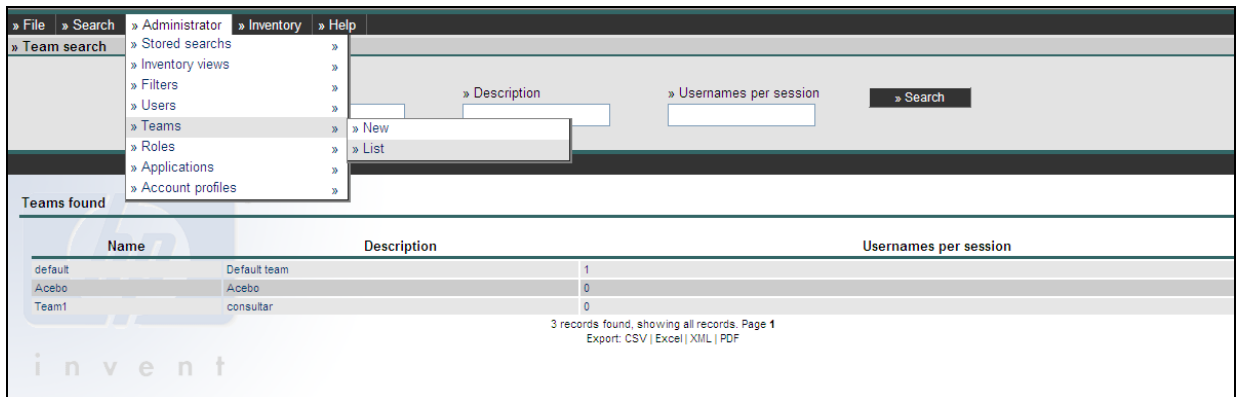 » File » Search » Administrator » Inventory » Help
» Team search
» Stored searchs »
» Inventory views »
» Filters »
» Users »
» Teams »
» Roles »
» Applications »
» Account profiles »
» New
» List
» Description » Usernames per session » Search
Teams found
Name Description Usernames per session
default Default team 1
Acebo Acebo 0
Team1 consultar 0
3 records found, showing all records. Page 1
Export: CSV | Excel | XML | PDF
hp
invent